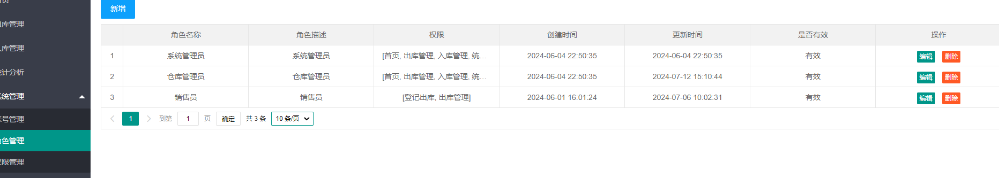 新增
库管理
库管理
计分析
统管理
号管理
色管理
限管理
角色名称 角色描述 权限 创建时间 更新时间 是否有效 操作
1 系统管理员 系统管理员 [首页, 出库管理, 入库管理, 统... 2024-06-04 22:50:35 2024-06-04 22:50:35 有效 编辑 删除
2 仓库管理员 仓库管理员 [首页, 出库管理, 入库管理, 统... 2024-06-04 22:50:35 2024-07-12 15:10:44 有效 编辑 删除
3 销售员 销售员 [登记出库, 出库管理] 2024-06-01 16:01:24 2024-07-06 10:02:31 有效 编辑 删除
1 到第 1 页 确定 共 3 条 10 条/页